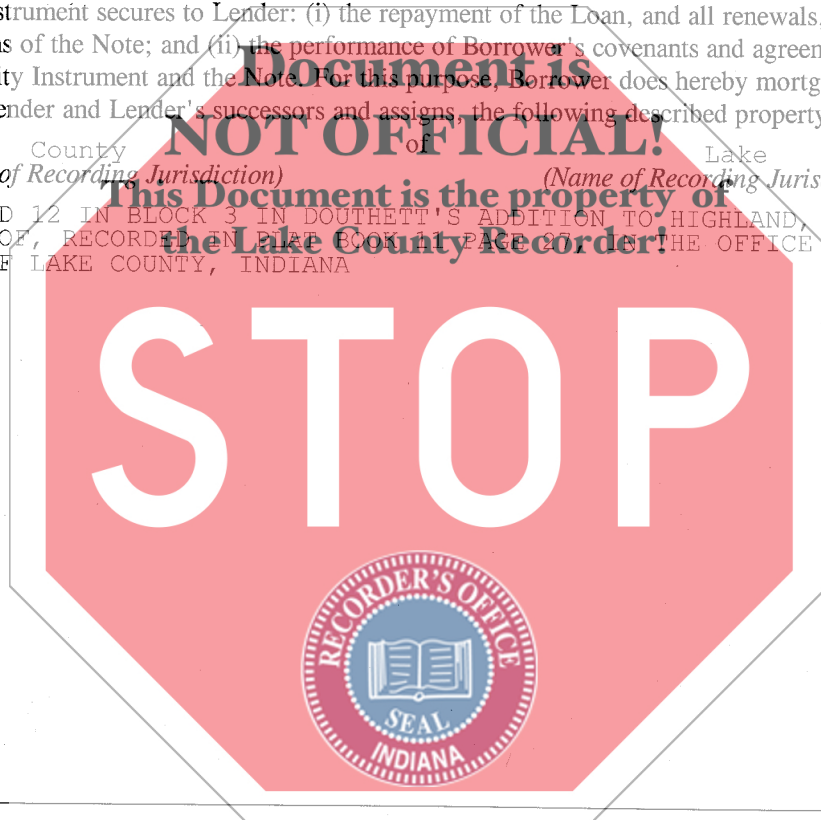 strument secures to Lender: (i) the repayment of the Loan, and all renewals,
s of the Note; and (ii) the performance of Borrower's covenants and agreen
ity Instrument and the Note. For this purpose, Borrower does hereby mortg
ender and Lender's successors and assigns, the following described property
Document is
NOT OFFICIAL!
County of Lake
of Recording Jurisdiction) (Name of Recording Juris
This Document is the property of
the Lake County Recorder!
D 12 IN BLOCK 3 IN DOUTHETT'S ADDITION TO HIGHLAND,
OF, RECORDED IN PLAT BOOK 11 PAGE 27, IN THE OFFICE
F LAKE COUNTY, INDIANA
STOP
RECORDER'S OFFICE
SEAL
INDIANA